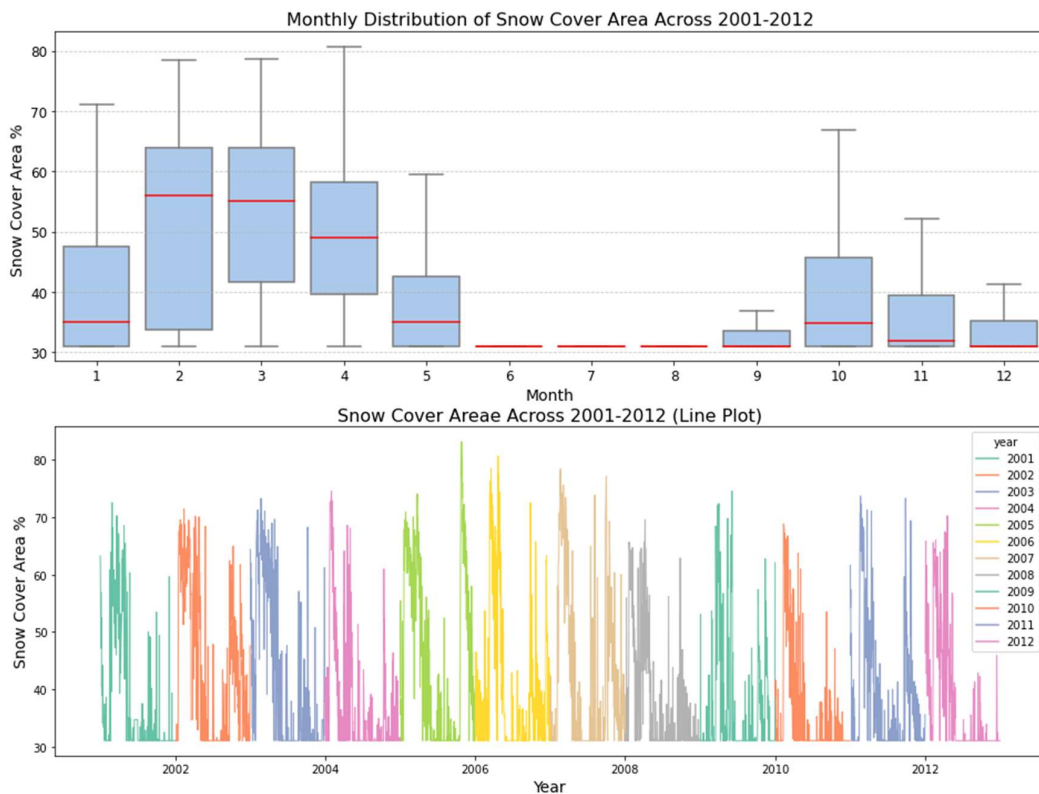 Monthly Distribution of Snow Cover Area Across 2001-2012
Snow Cover Area %
80
70
60
50
40
30
1 2 3 4 5 6 7 8 9 10 11 12
Month
Snow Cover Areae Across 2001-2012 (Line Plot)
Snow Cover Area %
80
70
60
50
40
30
year
2001
2002
2003
2004
2005
2006
2007
2008
2009
2010
2011
2012
2002 2004 2006 2008 2010 2012
Year